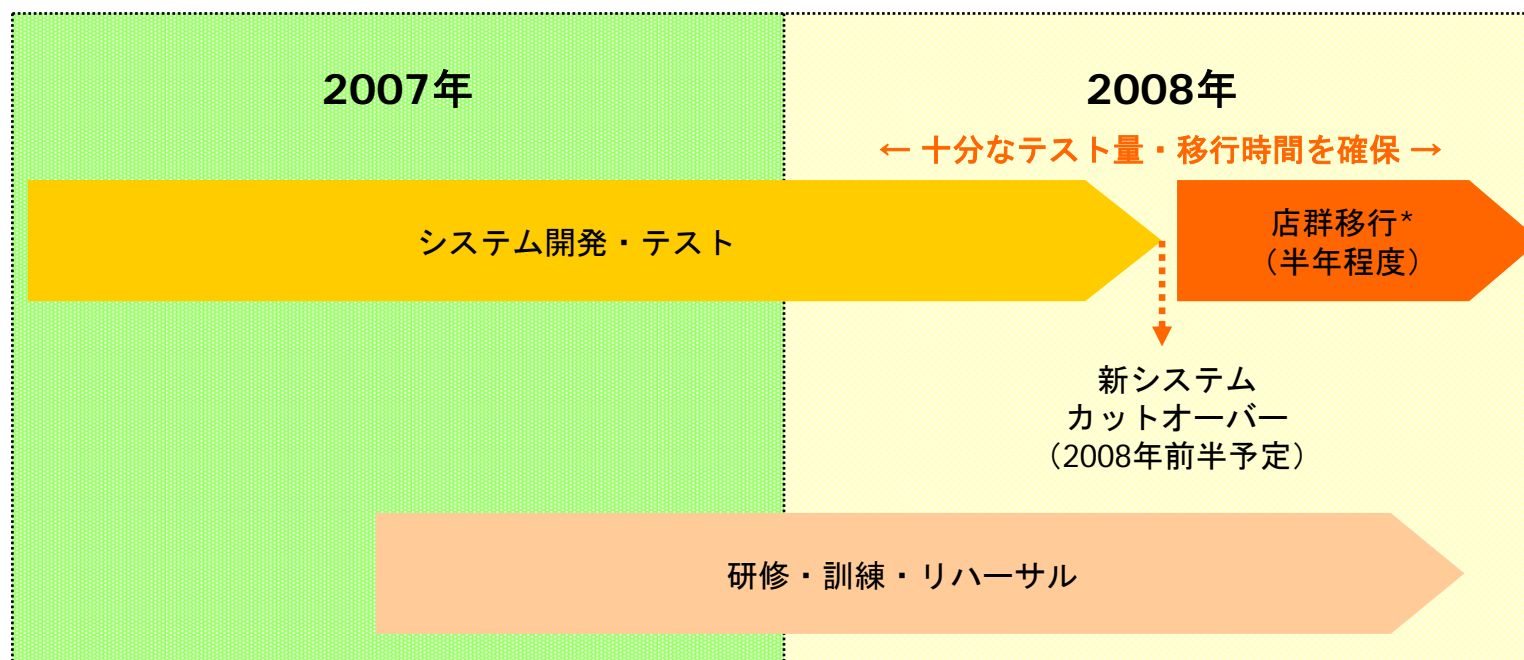 2007年
2008年
← 十分なテスト量・移行時間を確保 →
システム開発・テスト
店群移行*
（半年程度）
新システム
カットオーバー
（2008年前半予定）
研修・訓練・リハーサル